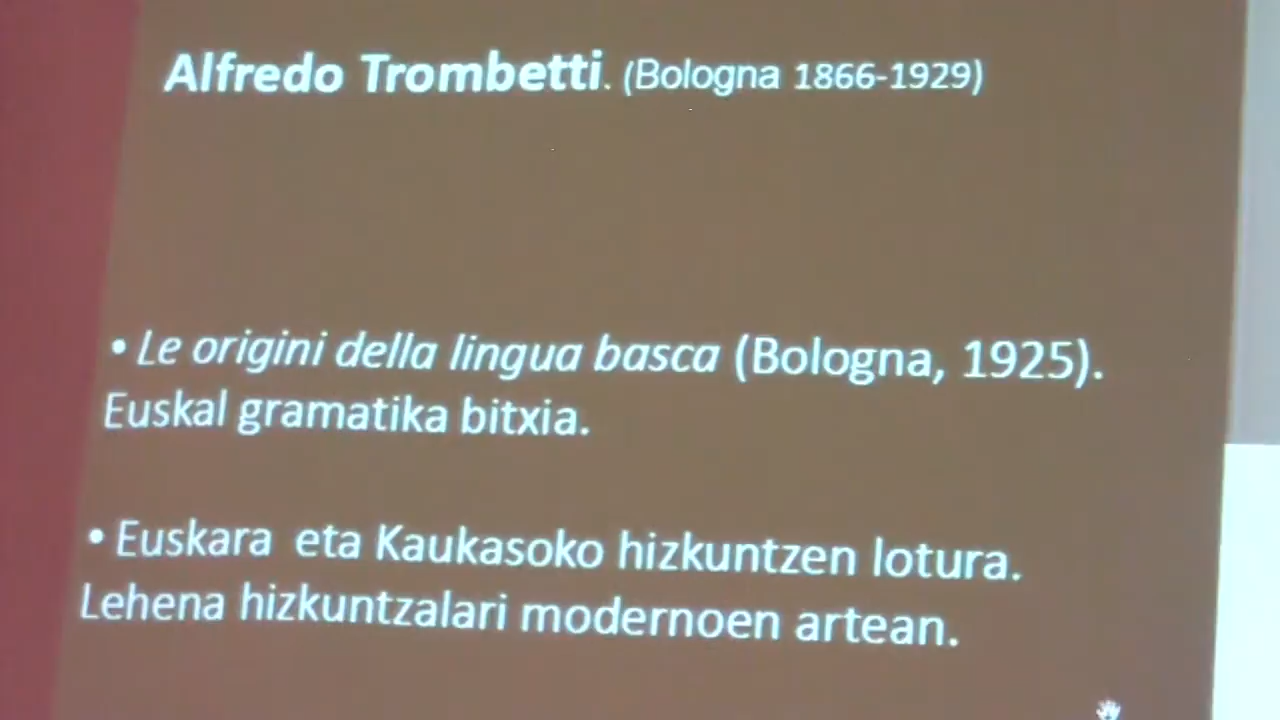 Alfredo Trombetti. (Bologna 1866-1929)
• Le origini della lingua basca (Bologna, 1925).
Euskal gramatika bitxia.
• Euskara eta Kaukasoko hizkuntzen lotura.
Lehena hizkuntzalari modernoen artean.